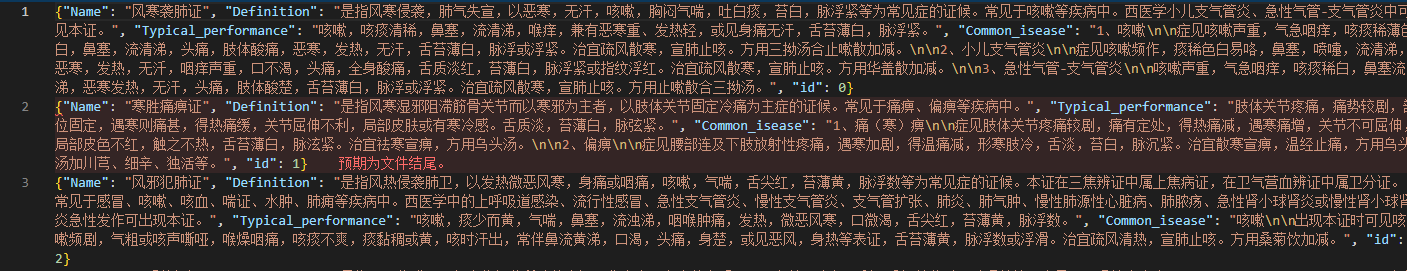 1 {"Name": "风寒袭肺证", "Definition": "是指风寒侵袭，肺气失宣，以恶寒，无汗，咳嗽，胸闷气喘，吐白痰，苔白，脉浮紧等为常见症的证候。常见于咳嗽等疾病中。西医学小儿支气管炎、急性气管-支气管炎中可
见本证。", "Typical_performance": "咳嗽，咳痰清稀，鼻塞，流清涕，喉痒，兼有恶寒重、发热轻，或见身痛无汗，舌苔薄白，脉浮紧。", "Common_isease": "1、咳嗽\n\n症见咳嗽声重，气急咽痒，咳痰稀薄色
白，鼻塞，流清涕，头痛，肢体酸痛，恶寒，发热，无汗，舌苔薄白，脉浮或浮紧。治宜疏风散寒，宣肺止咳。方用三拗汤合止嗽散加减。\n\n2、小儿支气管炎\n\n症见咳嗽频作，痰稀色白易咯，鼻塞，喷嚏，流清涕，
恶寒，发热，无汗，咽痒声重，口不渴，头痛，全身酸痛，舌质淡红，苔薄白，脉浮紧或指纹浮红。治宜疏风散寒，宣肺止咳。方用华盖散加减。\n\n3、急性气管-支气管炎\n\n咳嗽声重，气急咽痒，咳痰稀白，鼻塞流
涕，恶寒发热，无汗，头痛，肢体酸楚，舌苔薄白，脉浮或浮紧。治宜疏风散寒，宣肺止咳。方用止嗽散合三拗汤。", "id": 0}
2 {"Name": "寒胜痛痹证", "Definition": "是指风寒湿邪阻滞筋骨关节而以寒邪为主者，以肢体关节固定冷痛为主症的证候。常见于痛痹、偏痹等疾病中。", "Typical_performance": "肢体关节疼痛，痛势较剧，部
位固定，遇寒则痛甚，得热痛缓，关节屈伸不利，局部皮肤或有寒冷感。舌质淡，苔薄白，脉弦紧。", "Common_isease": "1、痛（寒）痹\n\n症见肢体关节疼痛较剧，痛有定处，得热痛减，遇寒痛增，关节不可屈伸，
局部皮色不红，触之不热，舌苔薄白，脉泫紧。治宜祛寒宣痹，方用乌头汤。\n\n2、偏痹\n\n症见腰部连及下肢放射性疼痛，遇寒加剧，得温痛减，形寒肢冷，舌淡，苔白，脉沉紧。治宜散寒宣痹，温经止痛，方用乌头
汤加川芎、细辛、独活等。", "id": 1} 预期为文件结尾。
3 {"Name": "风邪犯肺证", "Definition": "是指风热侵袭肺卫，以发热微恶风寒，身痛或咽痛，咳嗽，气喘，舌尖红，苔薄黄，脉浮数等为常见症的证候。本证在三焦辨证中属上焦病证，在卫气营血辨证中属卫分证。
常见于感冒、咳嗽、咳血、喘证、水肿、肺痈等疾病中。西医学中的上呼吸道感染、流行性感冒、急性支气管炎、慢性支气管炎、支气管扩张、肺炎、肺气肿、慢性肺源性心脏病、肺脓疡、急性肾小球肾炎或慢性肾小球肾
炎急性发作可出现本证。", "Typical_performance": "咳嗽，痰少而黄，气喘，鼻塞，流浊涕，咽喉肿痛，发热，微恶风寒，口微渴，舌尖红，苔薄黄，脉浮数。", "Common_isease": "咳嗽\n\n出现本证时可见咳
嗽频剧，气粗或咳声嘶哑，喉燥咽痛，咳痰不爽，痰黏稠或黄，咳时汗出，常伴鼻流黄涕，口渴，头痛，身楚，或见恶风，身热等表证，舌苔薄黄，脉浮数或浮滑。治宜疏风清热，宣肺止咳。方用桑菊饮加减。", "id":
2}